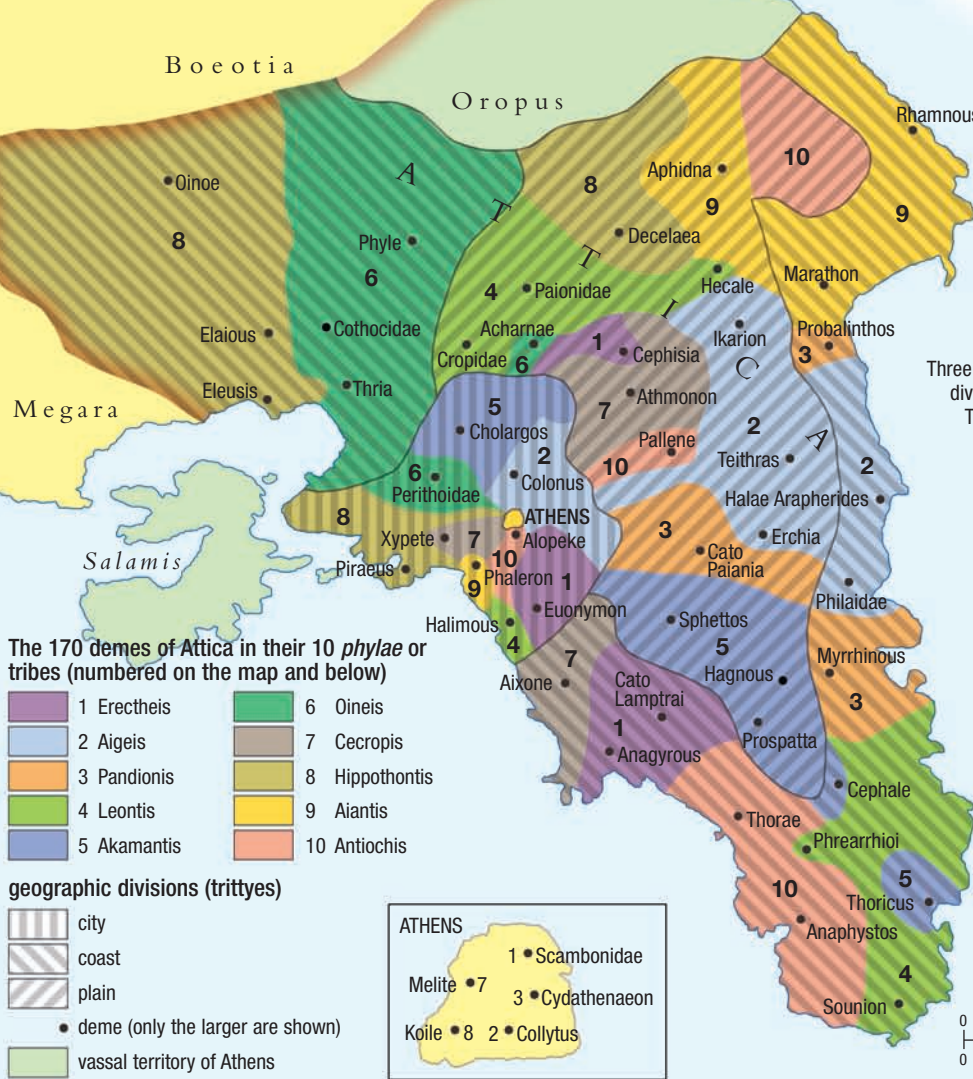 Boeotia
Oropus
Rhamnous
10
Aphidna
Oinoe
A
8
9
9
T
Decelaea
8
Phyle
T
6
4
Paionidae
Hecale
Marathon
I
Acharnae
Ikarion
Probalinthos
Elaious
Cothocidae
1
Cephisia
Cropidae
6
3
C
Three
div
T
Eleusis
Thria
5
7
Athmonon
Megara
Cholargos
2
A
Pallene
2
10
Teithras
2
6
Colonus
Perithoidae
Halae Arapherides
8
ATHENS
3
Erchia
Xypete
7
Alopeke
10
Cato
Paiania
Salamis
Piraeus
9
Phaleron
1
Philaidae
Euonymon
Sphettos
Halimous
4
5
7
Hagnous
Myrrhinous
Aixone
Cato
Lamptrai
3
1
Prospatta
Anagyrous
Cephale
Thorae
Phrearrhioi
10
5
Thoricus
Anaphystos
4
Sounion
The 170 demes of Attica in their 10 phylae or
tribes (numbered on the map and below)
1 Erectheis
2 Aigeis
3 Pandionis
4 Leontis
5 Akamantis
6 Oineis
7 Cecropis
8 Hippothontis
9 Aiantis
10 Antiochis
geographic divisions (trittyes)
city
coast
plain
deme (only the larger are shown)
vassal territory of Athens
ATHENS
1 Scambonidae
Melite 7
3 Cydathenaeon
Koile 8
2 Collytus
0
0